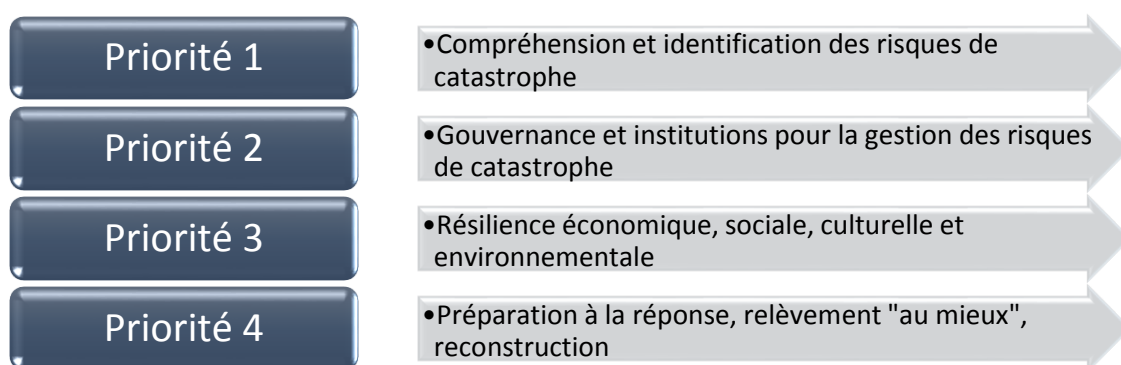 Priorité 1
•Compréhension et identification des risques de
catastrophe
Priorité 2
•Gouvernance et institutions pour la gestion des risques
de catastrophe
Priorité 3
•Résilience économique, sociale, culturelle et
environnementale
Priorité 4
•Préparation à la réponse, relèvement "au mieux",
reconstruction